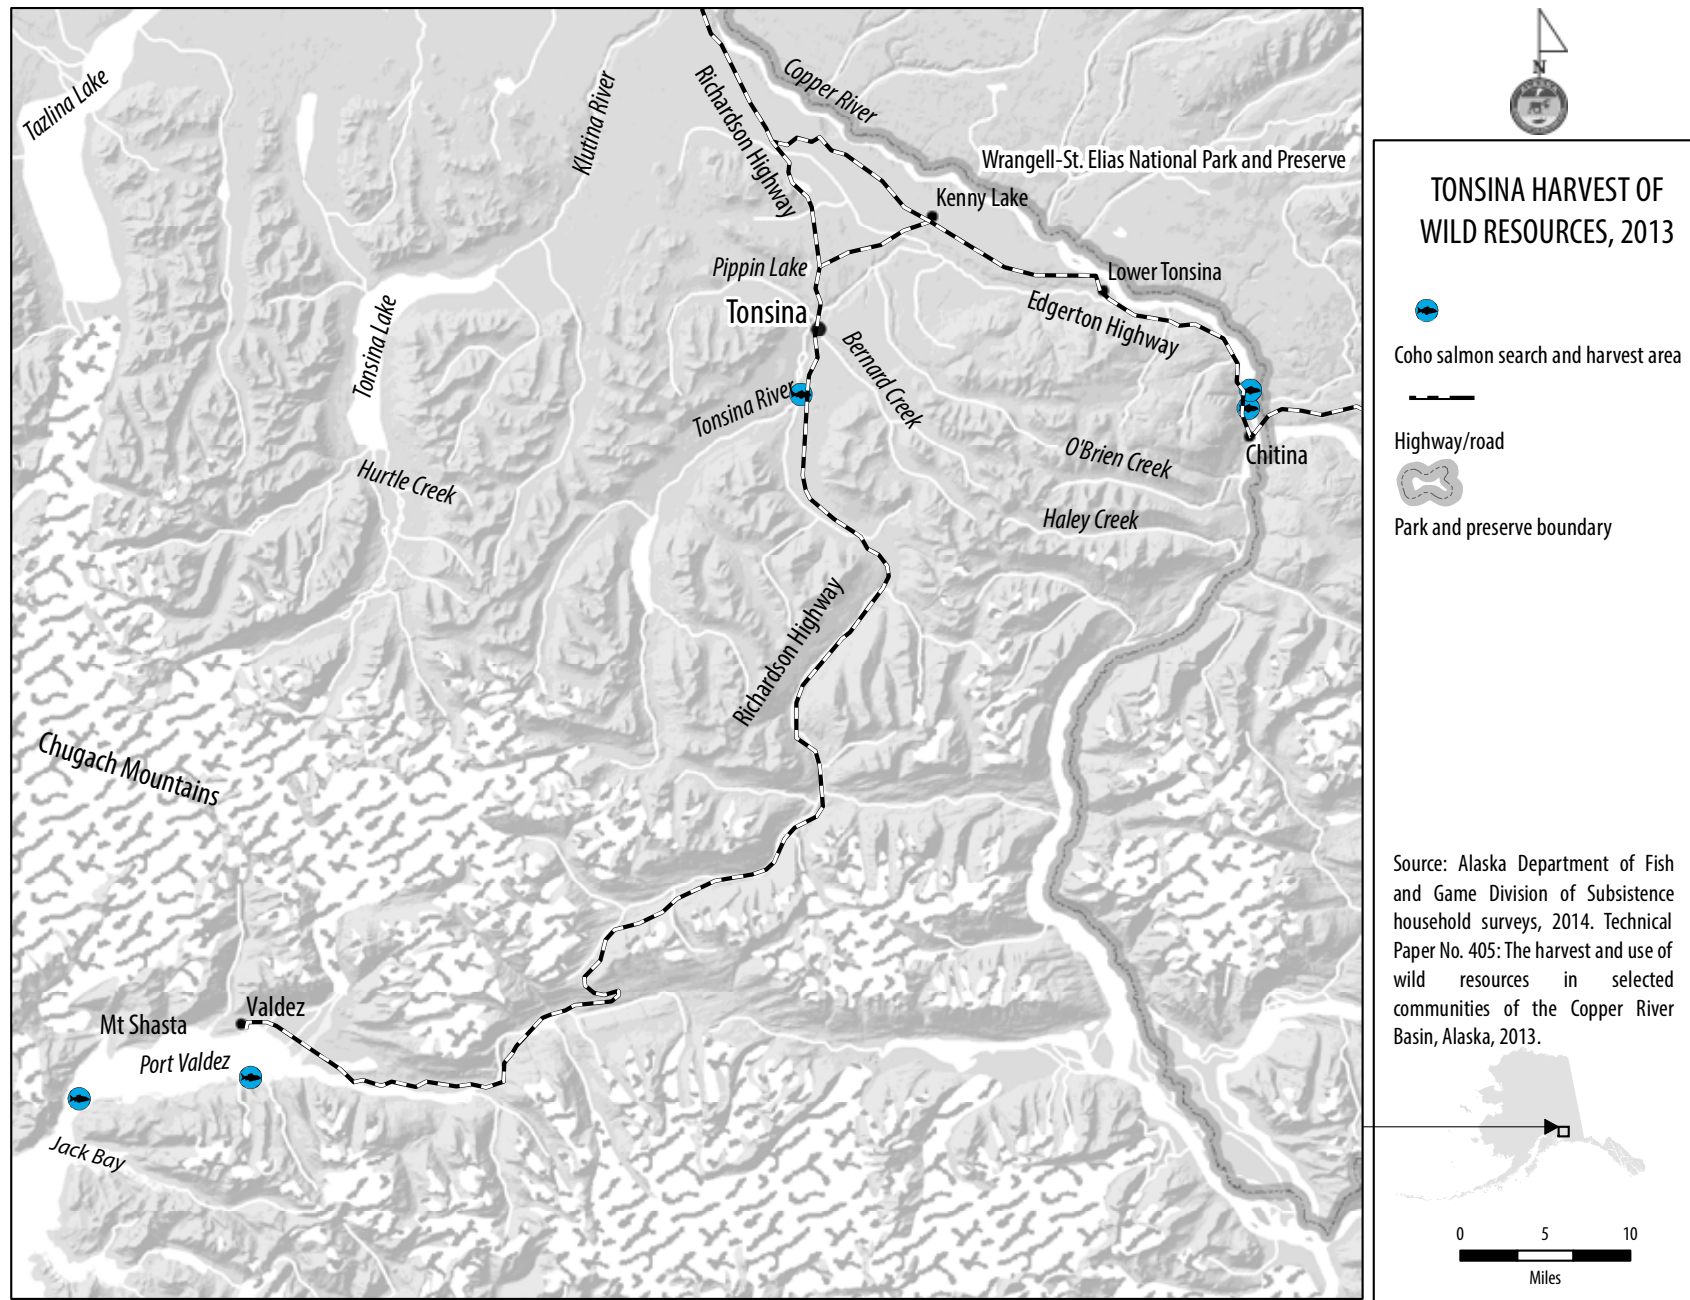 Tazlina Lake
Klutina River
Richardson Highway
Copper River
Wrangell-St. Elias National Park and Preserve
Kenny Lake
Pippin Lake
Lower Tonsina
Tonsina
Edgerton Highway
Tonsina Lake
Bernard Creek
Tonsina River
O'Brien Creek
Chitina
Hurtle Creek
Haley Creek
Richardson Highway
Chugach Mountains
Valdez
Mt Shasta
Port Valdez
Jack Bay
N
TONSINA HARVEST OF
WILD RESOURCES, 2013
Coho salmon search and harvest area
Highway/road
Park and preserve boundary
Source: Alaska Department of Fish
and Game Division of Subsistence
household surveys, 2014. Technical
Paper No. 405: The harvest and use of
wild resources in selected
communities of the Copper River
Basin, Alaska, 2013.
0 5 10
Miles